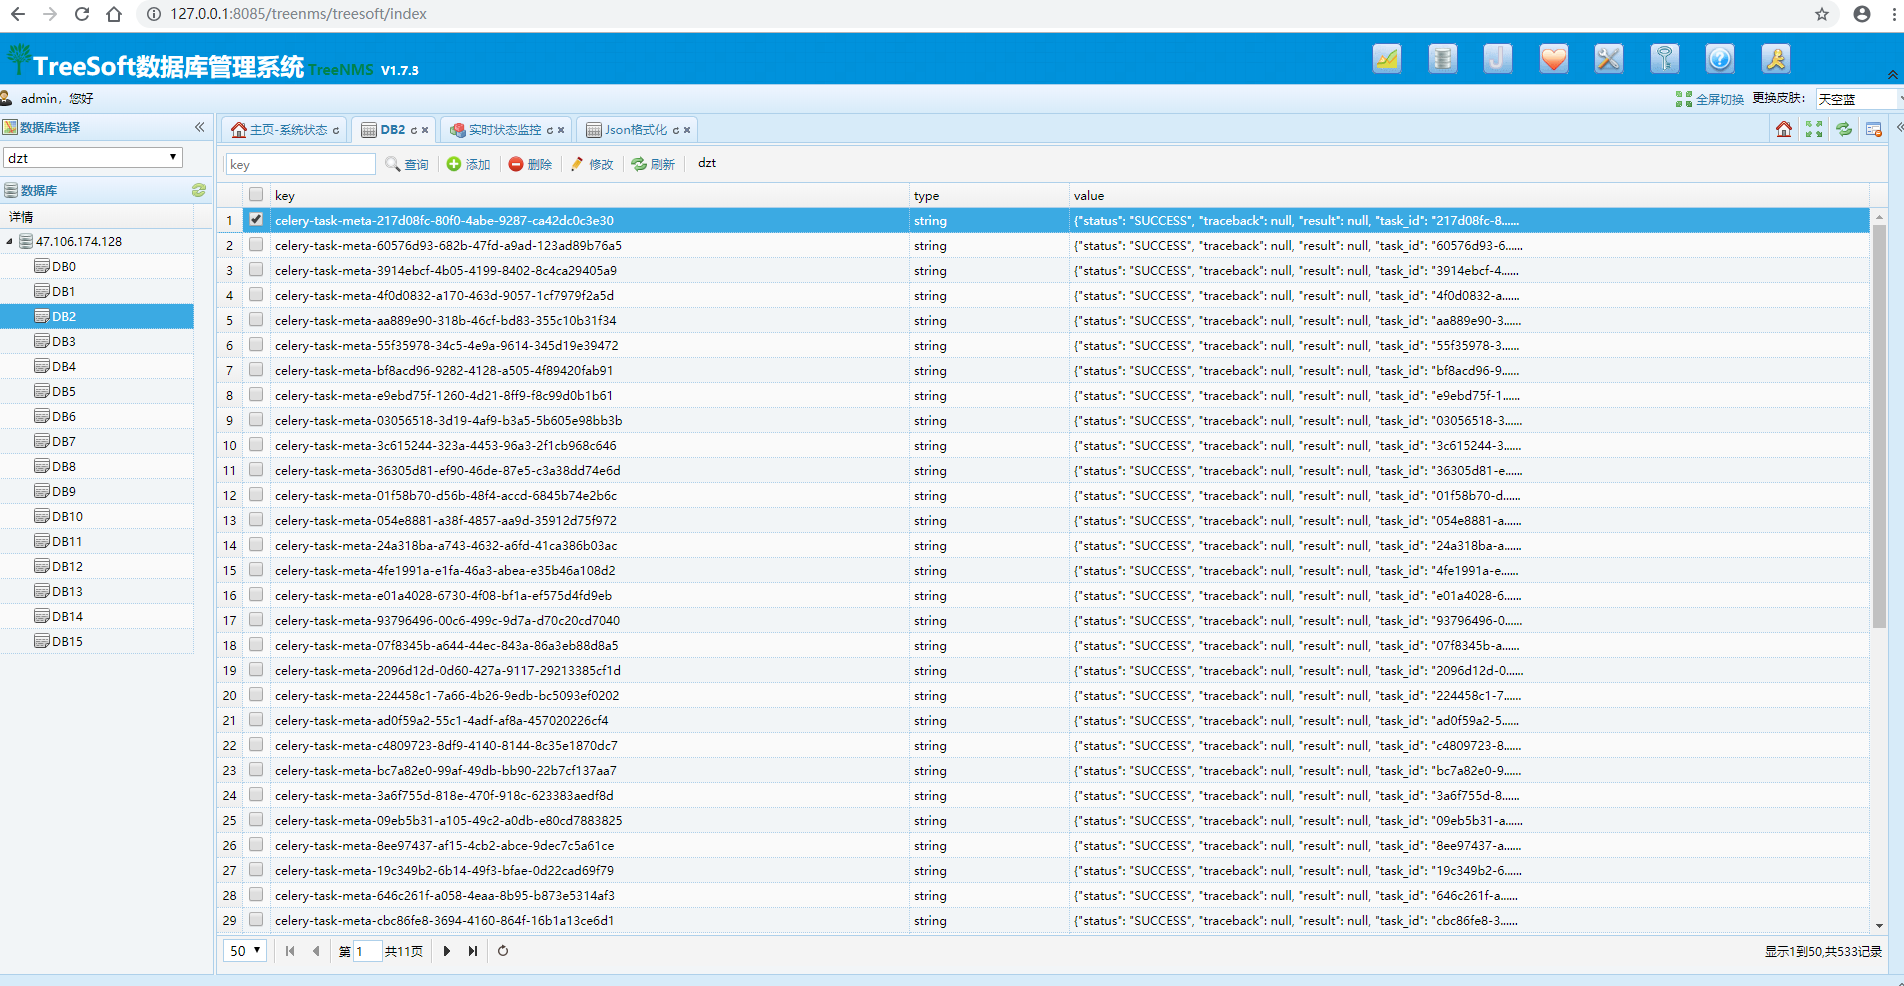 127.0.0.1:8085/treenms/treesoft/index
TreeSoft数据库管理系统 TreeNMS V1.7.3
admin，您好 全屏切换 更换皮肤： 天空蓝
数据库选择
dzt
数据库
详情
47.106.174.128
DB0
DB1
DB2
DB3
DB4
DB5
DB6
DB7
DB8
DB9
DB10
DB11
DB12
DB13
DB14
DB15
主页-系统状态 DB2 实时状态监控 Json格式化
key 查询 添加 删除 修改 刷新 dzt
key type value
1 celery-task-meta-217d08fc-80f0-4abe-9287-ca42dc0c3e30 string {"status": "SUCCESS", "traceback": null, "result": null, "task_id": "217d08fc-8......
2 celery-task-meta-60576d93-682b-47fd-a9ad-123ad89b76a5 string {"status": "SUCCESS", "traceback": null, "result": null, "task_id": "60576d93-6......
3 celery-task-meta-3914ebcf-4b05-4199-8402-8c4ca29405a9 string {"status": "SUCCESS", "traceback": null, "result": null, "task_id": "3914ebcf-4......
4 celery-task-meta-4f0d0832-a170-463d-9057-1cf7979f2a5d string {"status": "SUCCESS", "traceback": null, "result": null, "task_id": "4f0d0832-a......
5 celery-task-meta-aa889e90-318b-46cf-bd83-355c10b31f34 string {"status": "SUCCESS", "traceback": null, "result": null, "task_id": "aa889e90-3......
6 celery-task-meta-55f35978-34c5-4e9a-9614-345d19e39472 string {"status": "SUCCESS", "traceback": null, "result": null, "task_id": "55f35978-3......
7 celery-task-meta-bf8acd96-9282-4128-a505-4f89420fab91 string {"status": "SUCCESS", "traceback": null, "result": null, "task_id": "bf8acd96-9......
8 celery-task-meta-e9ebd75f-1260-4d21-8ff9-f8c99d0b1b61 string {"status": "SUCCESS", "traceback": null, "result": null, "task_id": "e9ebd75f-1......
9 celery-task-meta-03056518-3d19-4af9-b3a5-5b605e98bb3b string {"status": "SUCCESS", "traceback": null, "result": null, "task_id": "03056518-3......
10 celery-task-meta-3c615244-323a-4453-96a3-2f1cb968c646 string {"status": "SUCCESS", "traceback": null, "result": null, "task_id": "3c615244-3......
11 celery-task-meta-36305d81-ef90-46de-87e5-c3a38dd74e6d string {"status": "SUCCESS", "traceback": null, "result": null, "task_id": "36305d81-e......
12 celery-task-meta-01f58b70-d56b-48f4-accd-6845b74e2b6c string {"status": "SUCCESS", "traceback": null, "result": null, "task_id": "01f58b70-d......
13 celery-task-meta-054e8881-a38f-4857-aa9d-35912d75f972 string {"status": "SUCCESS", "traceback": null, "result": null, "task_id": "054e8881-a......
14 celery-task-meta-24a318ba-a743-4632-a6fd-41ca386b03ac string {"status": "SUCCESS", "traceback": null, "result": null, "task_id": "24a318ba-a......
15 celery-task-meta-4fe1991a-e1fa-46a3-abea-e35b46a108d2 string {"status": "SUCCESS", "traceback": null, "result": null, "task_id": "4fe1991a-e......
16 celery-task-meta-e01a4028-6730-4f08-bf1a-ef575d4fd9eb string {"status": "SUCCESS", "traceback": null, "result": null, "task_id": "e01a4028-6......
17 celery-task-meta-93796496-00c6-499c-9d7a-d70c20cd7040 string {"status": "SUCCESS", "traceback": null, "result": null, "task_id": "93796496-0......
18 celery-task-meta-07f8345b-a644-44ec-843a-86a3eb88d8a5 string {"status": "SUCCESS", "traceback": null, "result": null, "task_id": "07f8345b-a......
19 celery-task-meta-2096d12d-0d60-427a-9117-29213385cf1d string {"status": "SUCCESS", "traceback": null, "result": null, "task_id": "2096d12d-0......
20 celery-task-meta-224458c1-7a66-4b26-9edb-bc5093ef0202 string {"status": "SUCCESS", "traceback": null, "result": null, "task_id": "224458c1-7......
21 celery-task-meta-ad0f59a2-55c1-4adf-af8a-457020226cf4 string {"status": "SUCCESS", "traceback": null, "result": null, "task_id": "ad0f59a2-5......
22 celery-task-meta-c4809723-8df9-4140-8144-8c35e1870dc7 string {"status": "SUCCESS", "traceback": null, "result": null, "task_id": "c4809723-8......
23 celery-task-meta-bc7a82e0-99af-49db-bb90-22b7cf137aa7 string {"status": "SUCCESS", "traceback": null, "result": null, "task_id": "bc7a82e0-9......
24 celery-task-meta-3a6f755d-818e-470f-918c-623383aedf8d string {"status": "SUCCESS", "traceback": null, "result": null, "task_id": "3a6f755d-8......
25 celery-task-meta-09eb5b31-a105-49c2-a0db-e80cd7883825 string {"status": "SUCCESS", "traceback": null, "result": null, "task_id": "09eb5b31-a......
26 celery-task-meta-8ee97437-af15-4cb2-abce-9dec7c5a61ce string {"status": "SUCCESS", "traceback": null, "result": null, "task_id": "8ee97437-a......
27 celery-task-meta-19c349b2-6b14-49f3-bfae-0d22cad69f79 string {"status": "SUCCESS", "traceback": null, "result": null, "task_id": "19c349b2-6......
28 celery-task-meta-646c261f-a058-4eaa-8b95-b873e5314af3 string {"status": "SUCCESS", "traceback": null, "result": null, "task_id": "646c261f-a......
29 celery-task-meta-cbc86fe8-3694-4160-864f-16b1a13ce6d1 string {"status": "SUCCESS", "traceback": null, "result": null, "task_id": "cbc86fe8-3......
50 第 1 共11页 显示1到50,共533记录